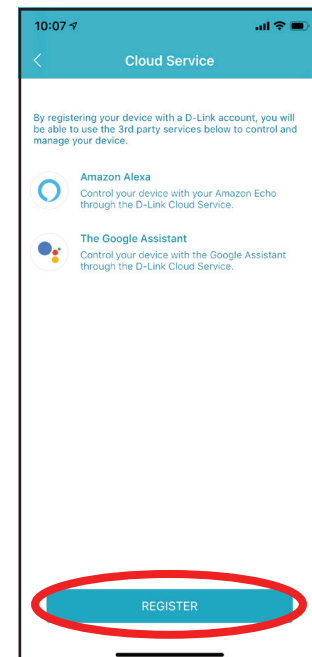 10:07
Cloud Service
By registering your device with a D-Link account, you will
be able to use the 3rd party services below to control and
manage your device.
Amazon Alexa
Control your device with your Amazon Echo
through the D-Link Cloud Service.
The Google Assistant
Control your device with the Google Assistant
through the D-Link Cloud Service.
REGISTER